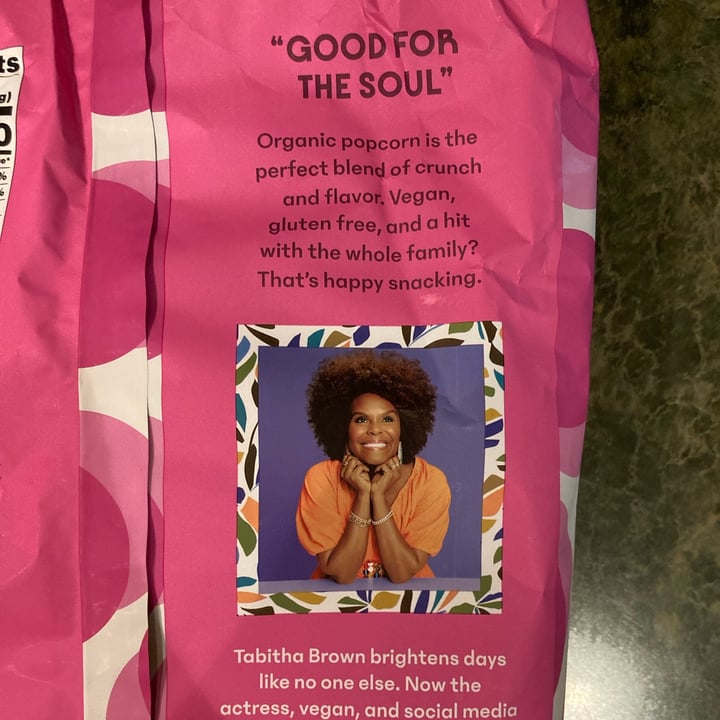 “GOOD FOR
THE SOUL”
Organic popcorn is the
perfect blend of crunch
and flavor. Vegan,
gluten free, and a hit
with the whole family?
That’s happy snacking.
Tabitha Brown brightens days
like no one else. Now the
actress, vegan, and social media